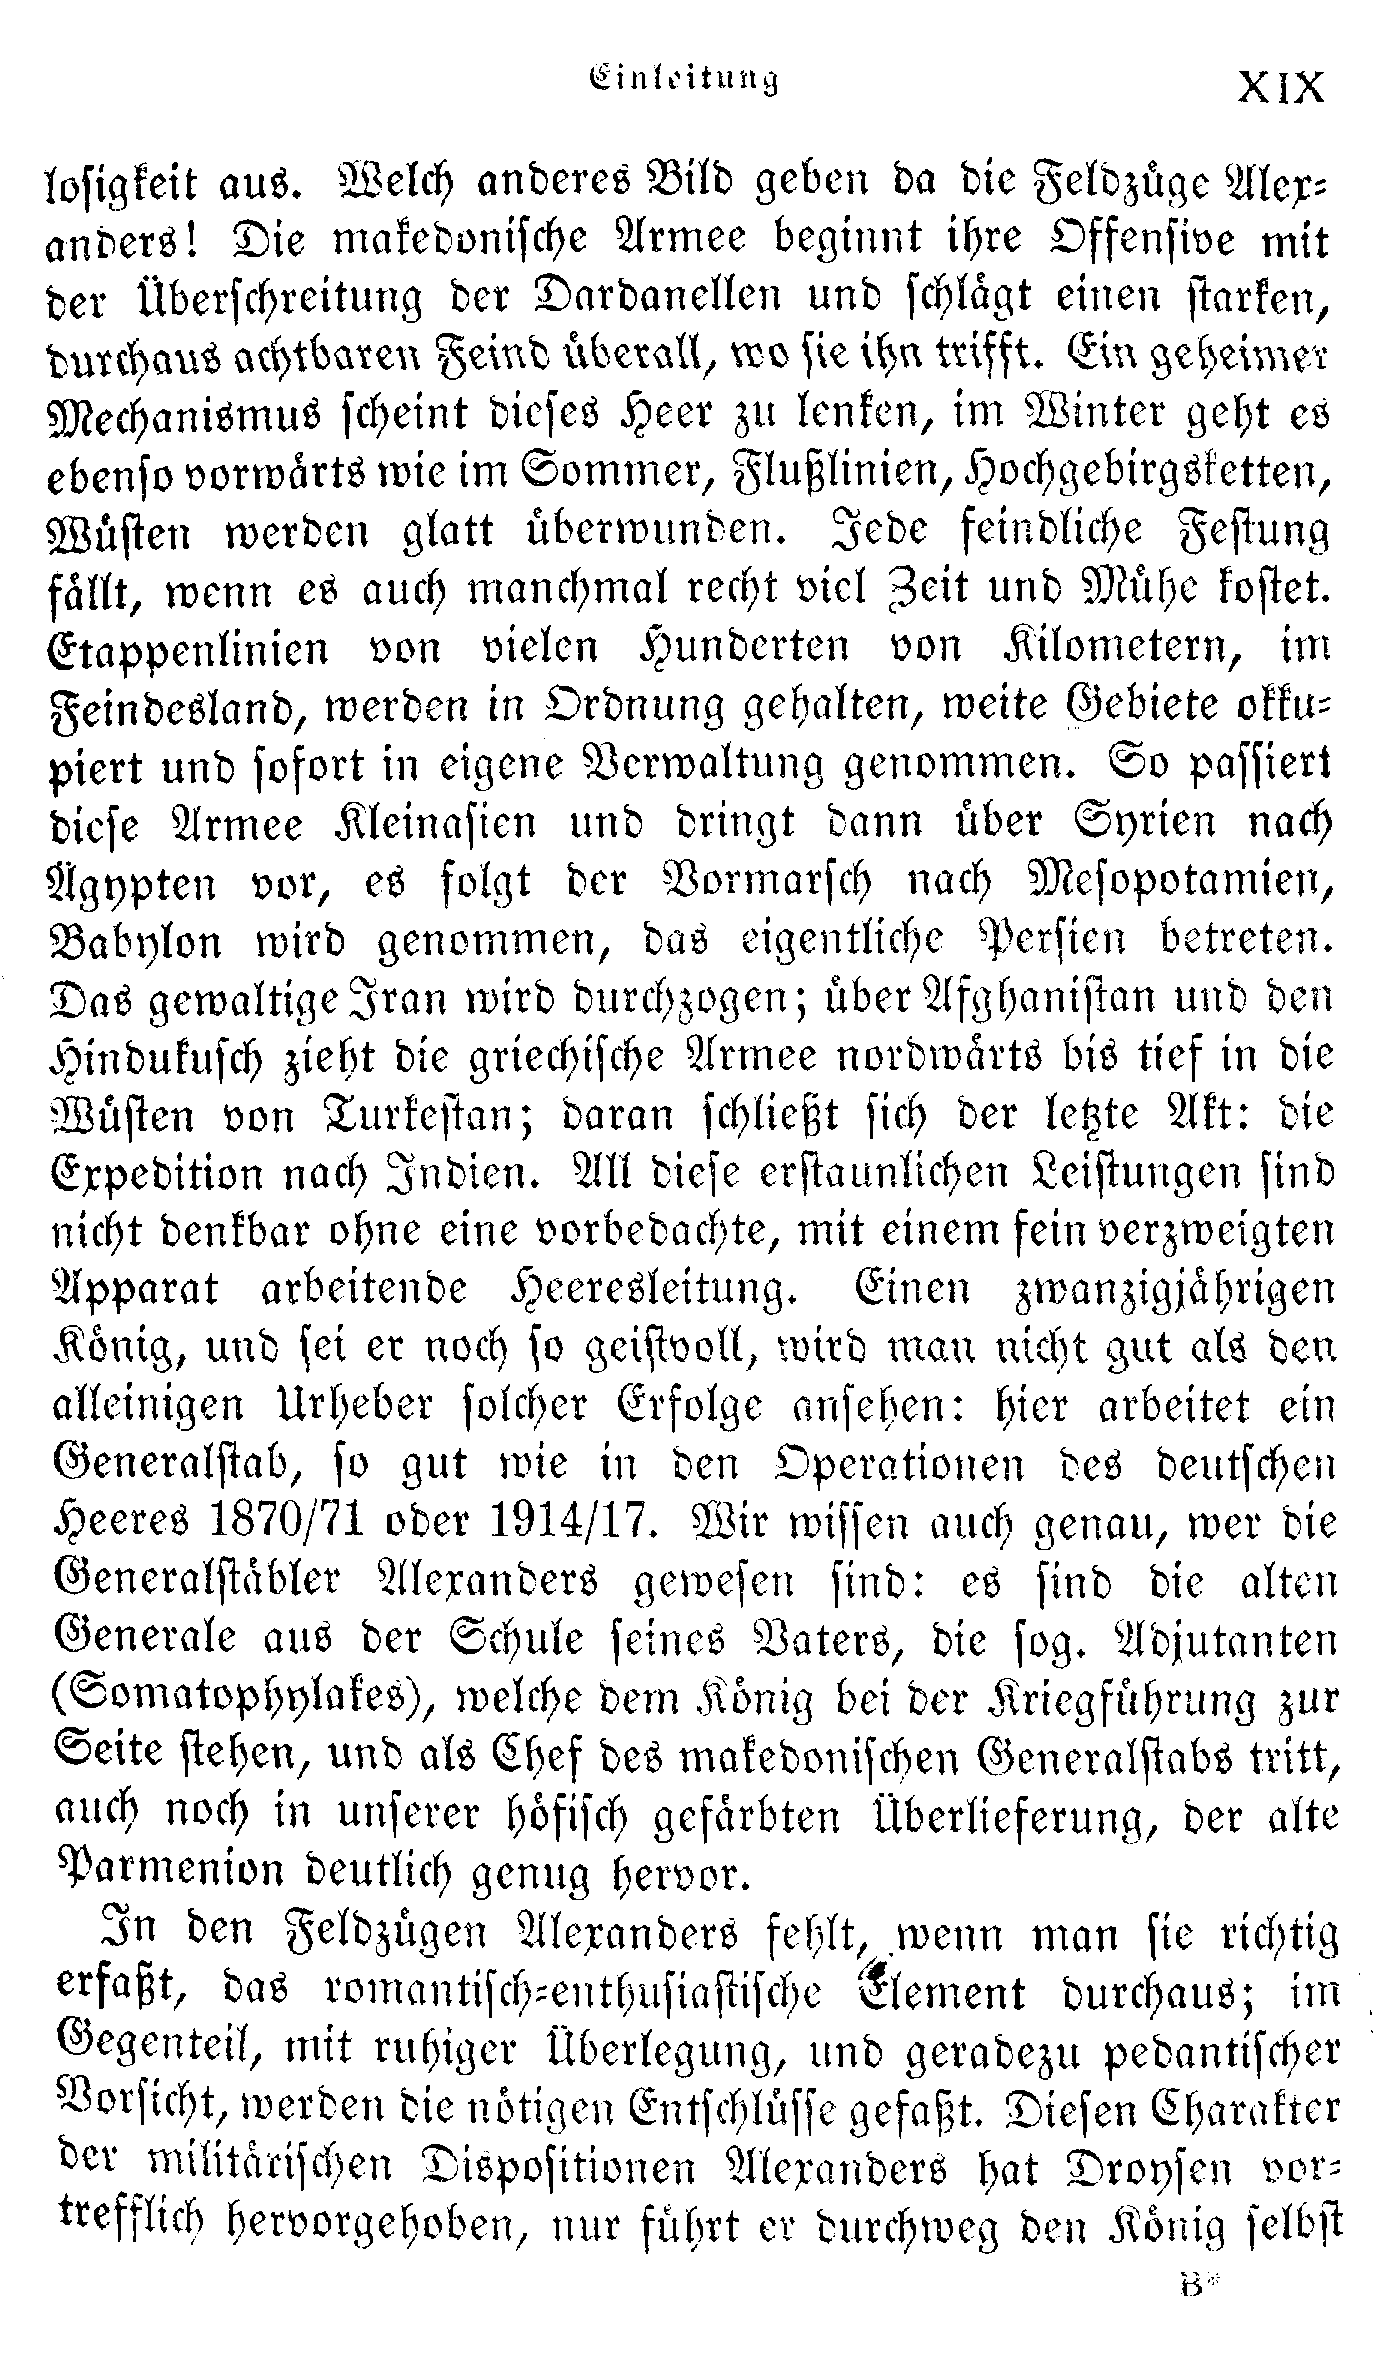 Einleitung XIX
losigkeit aus. Welch anderes Bild geben da die Feldzüge Alex-
anders! Die makedonische Armee beginnt ihre Offensive mit
der Überschreitung der Dardanellen und schlägt einen starken,
durchaus achtbaren Feind überall, wo sie ihn trifft. Ein geheimer
Mechanismus scheint dieses Heer zu lenken, im Winter geht es
ebenso vorwärts wie im Sommer, Flußlinien, Hochgebirgsketten,
Wüsten werden glatt überwunden. Jede feindliche Festung
fällt, wenn es auch manchmal recht viel Zeit und Mühe kostet.
Etappenlinien von vielen Hunderten von Kilometern, im
Feindesland, werden in Ordnung gehalten, weite Gebiete okku-
piert und sofort in eigene Verwaltung genommen. So passiert
diese Armee Kleinasien und dringt dann über Syrien nach
Ägypten vor, es folgt der Vormarsch nach Mesopotamien,
Babylon wird genommen, das eigentliche Persien betreten.
Das gewaltige Iran wird durchzogen; über Afghanistan und den
Hindukusch zieht die griechische Armee nordwärts bis tief in die
Wüsten von Turkestan; daran schließt sich der letzte Akt: die
Expedition nach Indien. All diese erstaunlichen Leistungen sind
nicht denkbar ohne eine vorbedachte, mit einem fein verzweigten
Apparat arbeitende Heeresleitung. Einen zwanzigjährigen
König, und sei er noch so geistvoll, wird man nicht gut als den
alleinigen Urheber solcher Erfolge ansehen: hier arbeitet ein
Generalstab, so gut wie in den Operationen des deutschen
Heeres 1870/71 oder 1914/17. Wir wissen auch genau, wer die
Generalstäbler Alexanders gewesen sind: es sind die alten
Generale aus der Schule seines Vaters, die sog. Adjutanten
(Somatophylakes), welche dem König bei der Kriegführung zur
Seite stehen, und als Chef des makedonischen Generalstabs tritt,
auch noch in unserer höfisch gefärbten Überlieferung, der alte
Parmenion deutlich genug hervor.
In den Feldzügen Alexanders fehlt, wenn man sie richtig
erfaßt, das romantisch-enthusiastische Element durchaus; im
Gegenteil, mit ruhiger Überlegung, und geradezu pedantischer
Vorsicht, werden die nötigen Entschlüsse gefaßt. Diesen Charakter
der militärischen Dispositionen Alexanders hat Droysen vor-
trefflich hervorgehoben, nur führt er durchweg den König selbst
B*